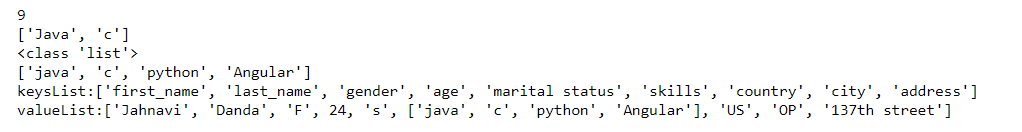 9
['Java', 'c']
<class 'list'>
['java', 'c', 'python', 'Angular']
keysList:['first_name', 'last_name', 'gender', 'age', 'marital status', 'skills', 'country', 'city', 'address']
valueList:['Jahnavi', 'Danda', 'F', 24, 's', ['java', 'c', 'python', 'Angular'], 'US', 'OP', '137th street']